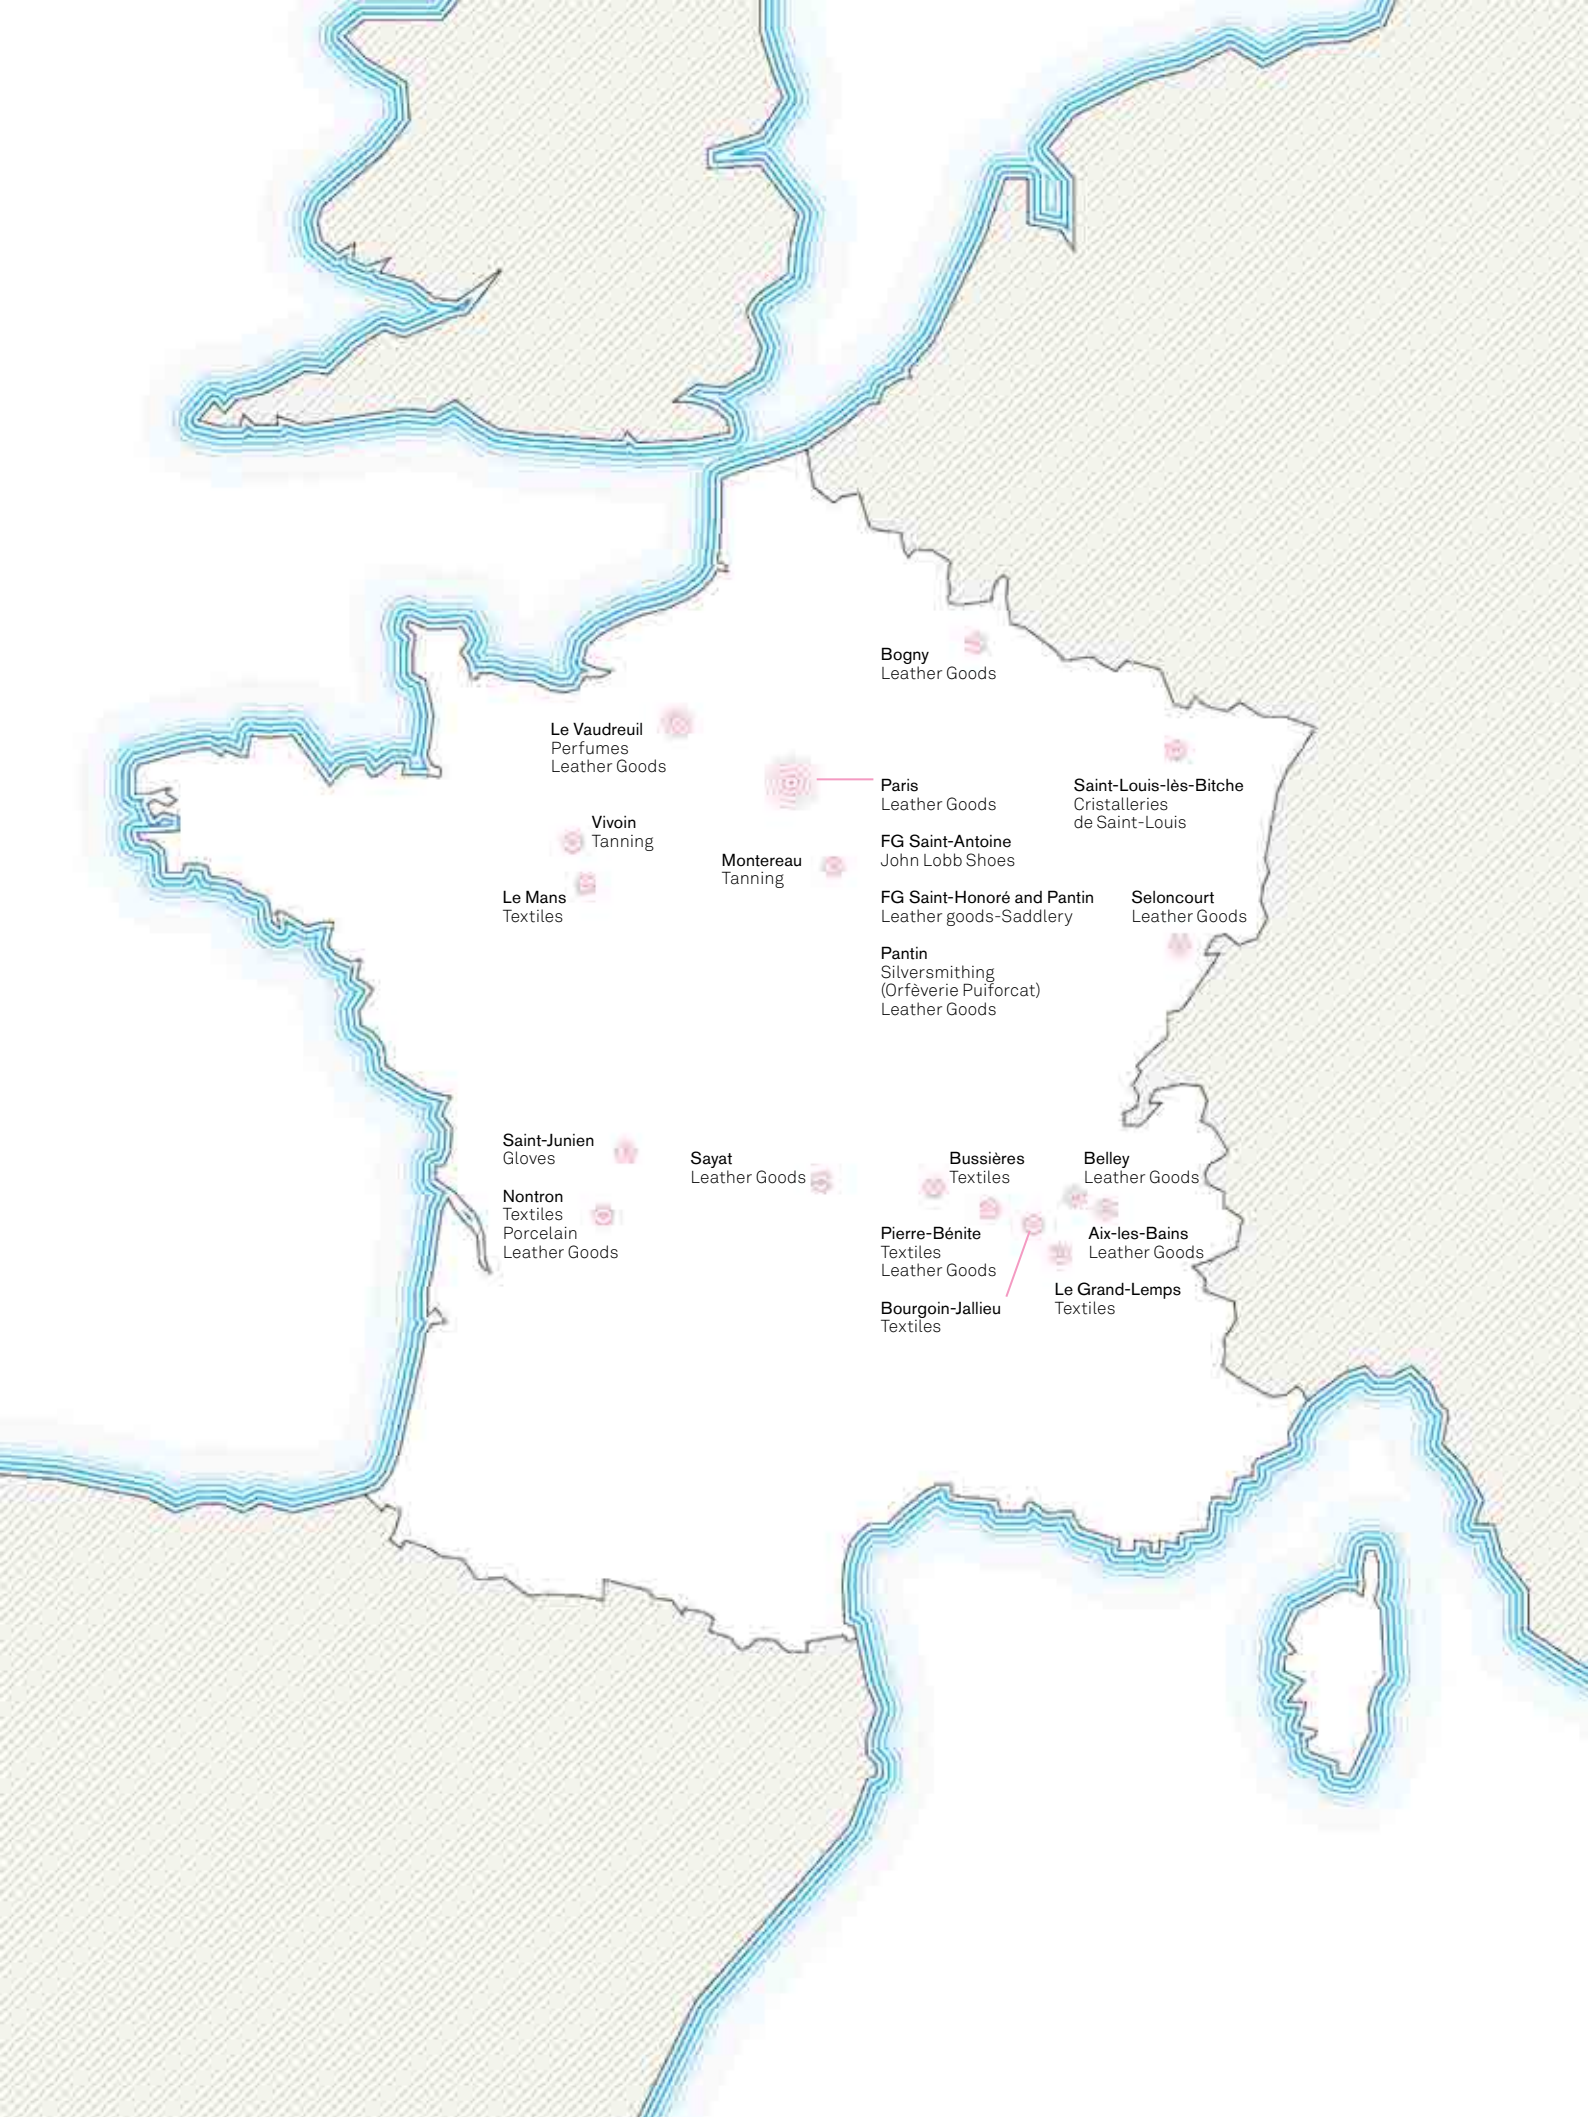 Bogny
Leather Goods
Le Vaudreuil
Perfumes
Leather Goods
Paris
Leather Goods
Saint-Louis-lès-Bitche
Cristalleries
de Saint-Louis
Vivoin
Tanning
FG Saint-Antoine
John Lobb Shoes
Montereau
Tanning
Le Mans
Textiles
FG Saint-Honoré and Pantin
Leather goods-Saddlery
Seloncourt
Leather Goods
Pantin
Silversmithing
(Orfèverie Puiforcat)
Leather Goods
Saint-Junien
Gloves
Sayat
Leather Goods
Bussières
Textiles
Belley
Leather Goods
Nontron
Textiles
Porcelain
Leather Goods
Pierre-Bénite
Textiles
Leather Goods
Aix-les-Bains
Leather Goods
Le Grand-Lemps
Textiles
Bourgoin-Jallieu
Textiles